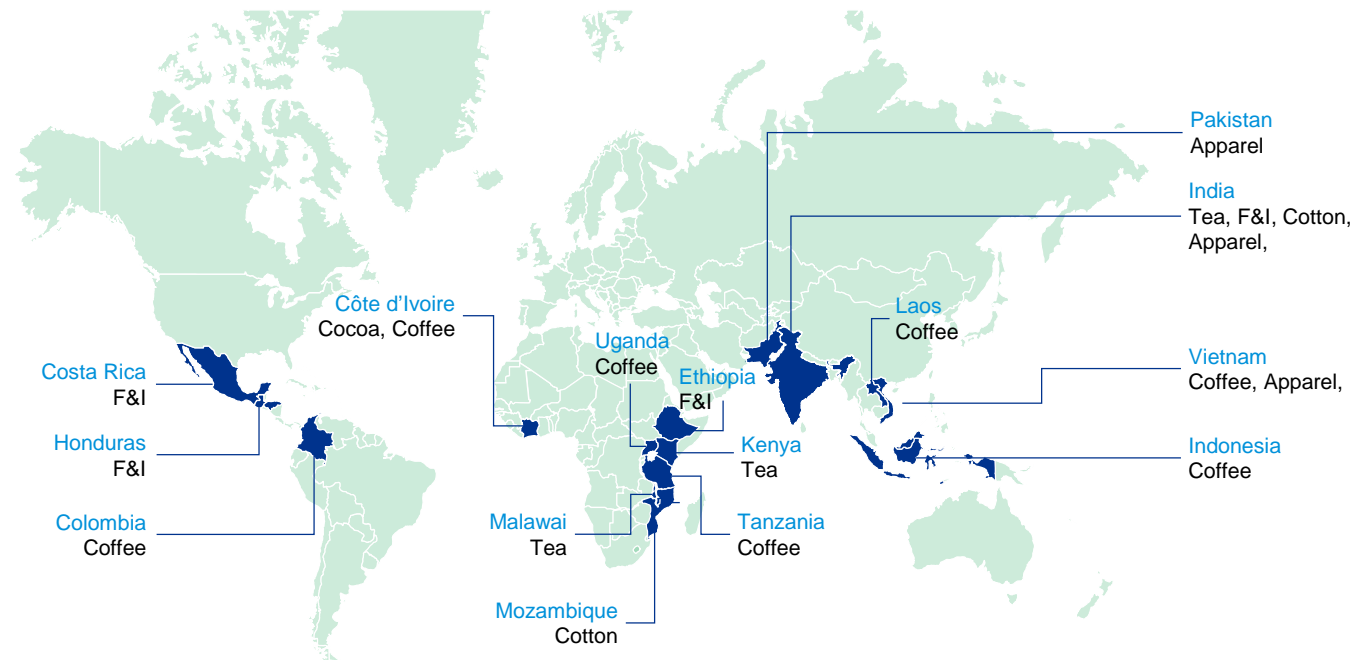 Pakistan
Apparel
India
Tea, F&I, Cotton,
Apparel,
Côte d’Ivoire
Cocoa, Coffee
Laos
Coffee
Uganda
Coffee
Ethiopia
F&I
Vietnam
Coffee, Apparel,
Costa Rica
F&I
Honduras
F&I
Kenya
Tea
Indonesia
Coffee
Colombia
Coffee
Malawai
Tea
Tanzania
Coffee
Mozambique
Cotton